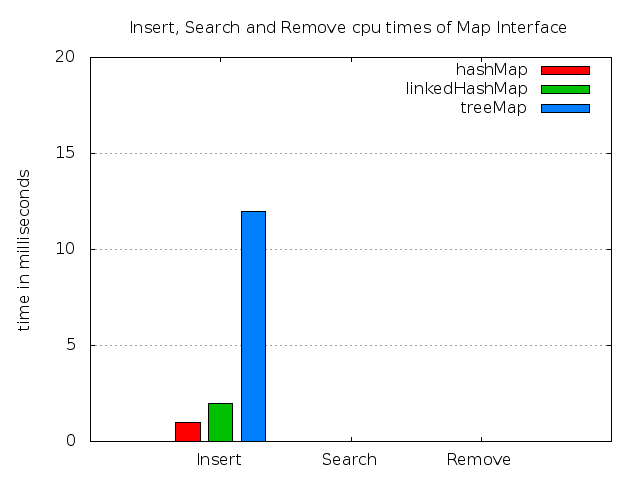 Insert, Search and Remove cpu times of Map Interface
20
15
10
5
0
time in milliseconds
hashMap
linkedHashMap
treeMap
Insert Search Remove